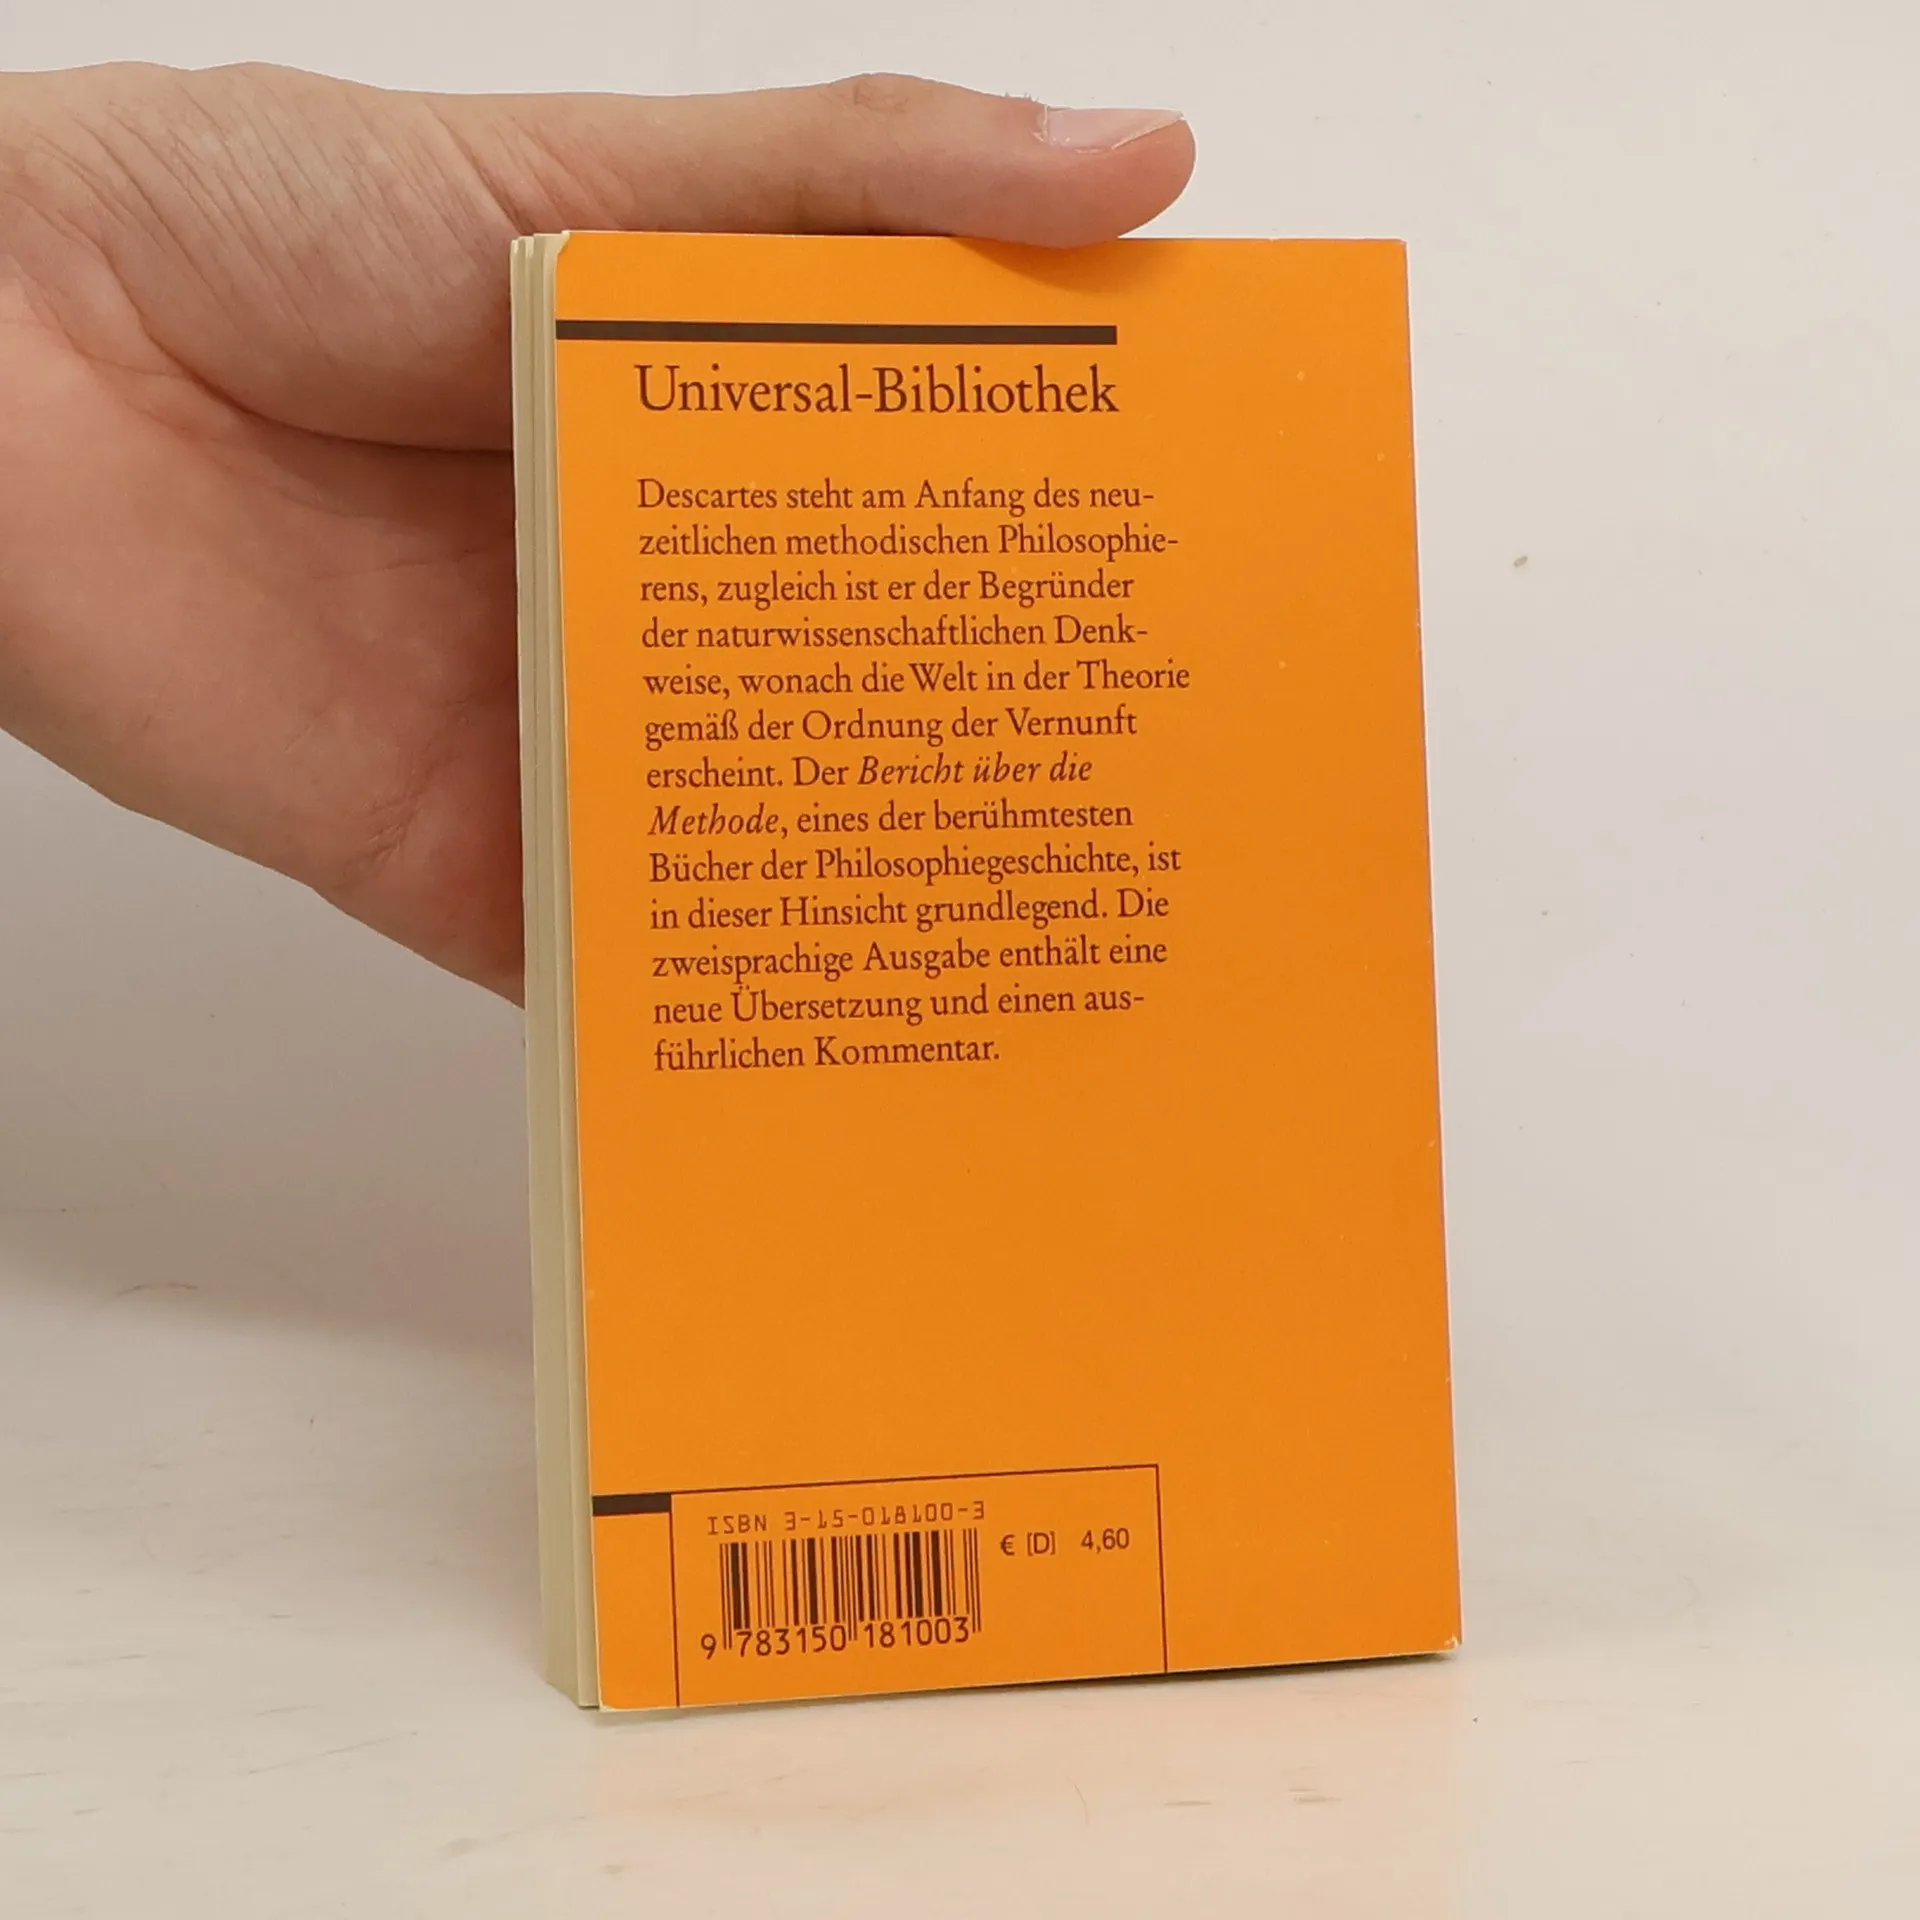 Universal-Bibliothek
Descartes steht am Anfang des neu-
zeitlichen methodischen Philosophie-
rens, zugleich ist er der Begründer
der naturwissenschaftlichen Denk-
weise, wonach die Welt in der Theorie
gemäß der Ordnung der Vernunft
erscheint. Der Bericht über die
Methode, eines der berühmtesten
Bücher der Philosophiegeschichte, ist
in dieser Hinsicht grundlegend. Die
zweisprachige Ausgabe enthält eine
neue Übersetzung und einen aus-
führlichen Kommentar.
ISBN 3-15-018100-3
€ [D] 4,60
9 783150 181003